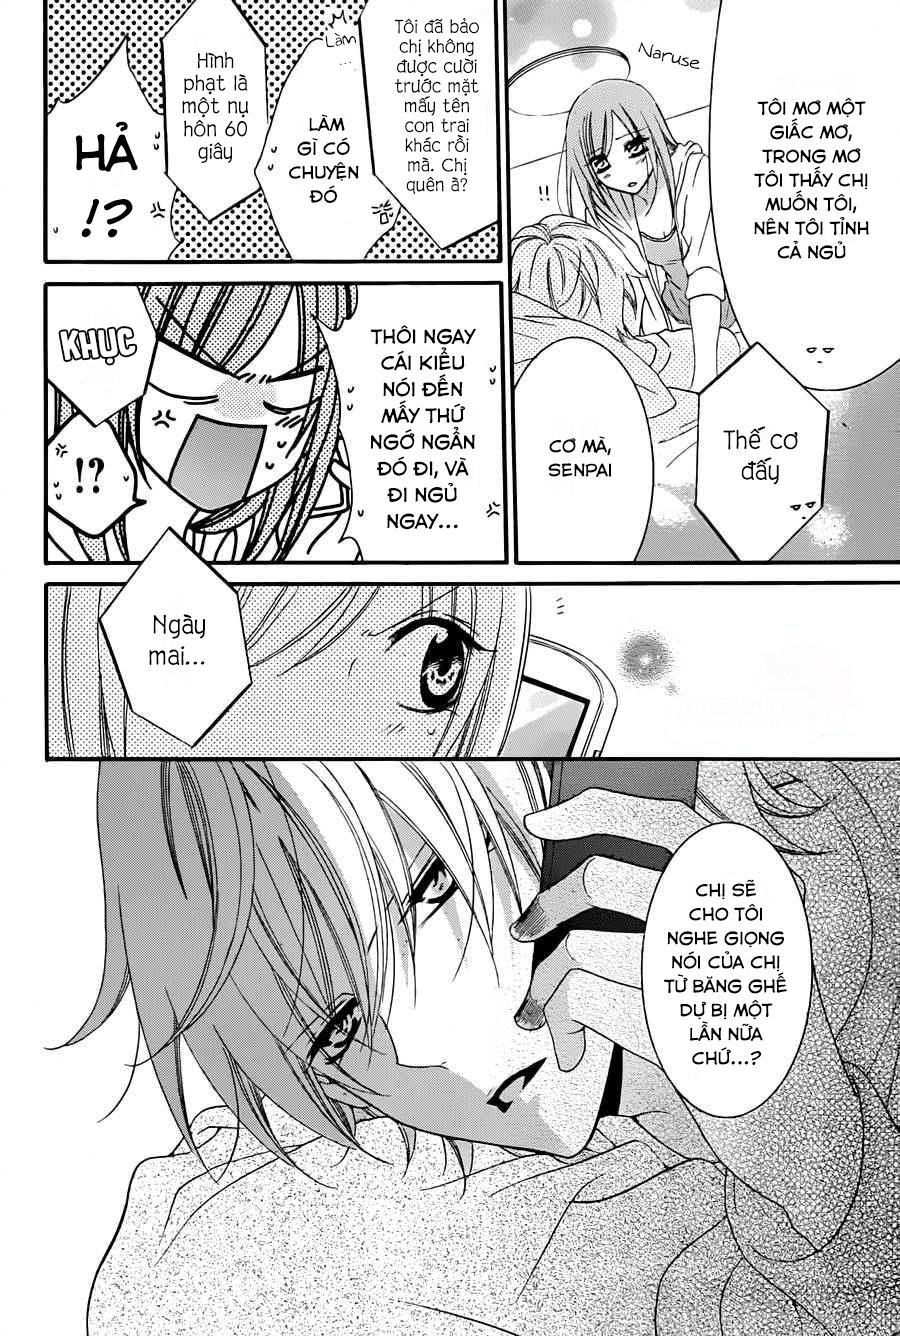 TÔI MƠ MỘT
GIẤC MƠ,
TRONG MƠ
TÔI THẤY CHỊ
MUỐN TÔI,
NÊN TÔI TỈNH
CẢ NGỦ
Naruse
!!
Thế cơ
đấy
CƠ MÀ,
SENPAI
Tôi đã bảo
chị không
được cười
trước mặt
mấy tên
con trai
khác rồi
mà. Chị
quên à?
M.
Làm
...
LÀM
GÌ CÓ
CHUYỆN
ĐÓ
Hình
phạt là
một nụ
hôn 60
giây
HẢ
!?
THÔI NGAY
CÁI KIỂU
NÓI ĐẾN
MẤY THỨ
NGỚ NGẨN
ĐÓ ĐI, VÀ
ĐI NGỦ
NGAY...
KHỤC
!?
Ngày
mai...
CHỊ SẼ
CHO TÔI
NGHE GIỌNG
NÓI CỦA CHỊ
TỪ BĂNG GHẾ
DỰ BỊ MỘT
LẦN NỮA
CHỨ...?